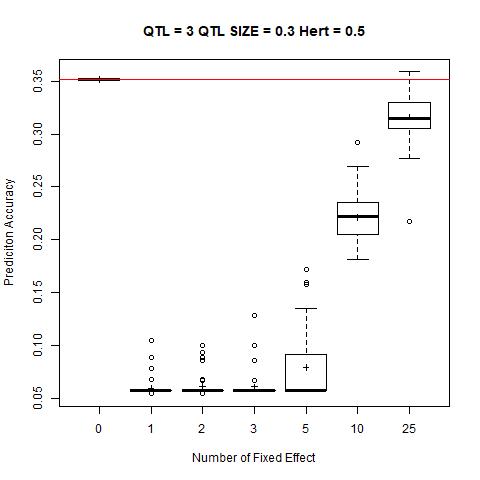 QTL = 3 QTL SIZE = 0.3 Hert = 0.5
Prediciton Accuracy
0.35
0.30
0.25
0.20
0.15
0.10
0.05
0 1 2 3 5 10 25
Number of Fixed Effect